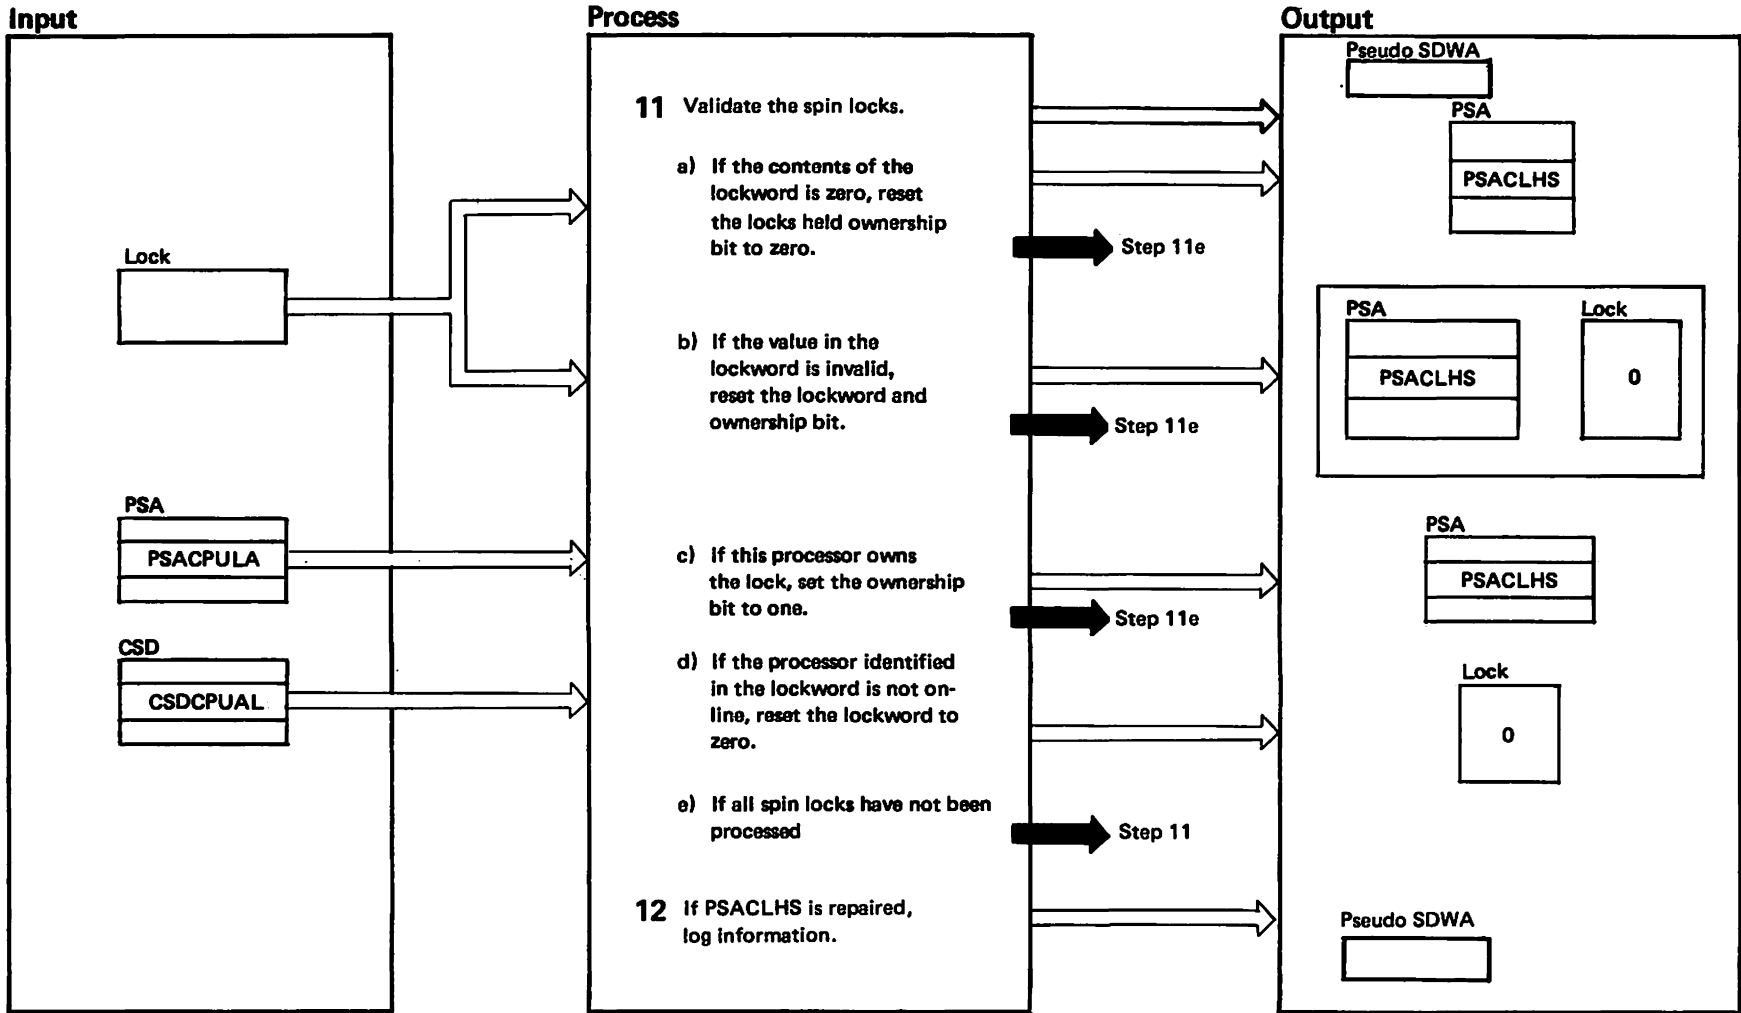 Input
Lock
PSA
PSACPULA
CSD
CSDCPUAL
Process
11 Validate the spin locks.
a) If the contents of the
lockword is zero, reset
the locks held ownership
bit to zero.
Step 11e
b) If the value in the
lockword is invalid,
reset the lockword and
ownership bit.
Step 11e
c) If this processor owns
the lock, set the ownership
bit to one.
Step 11e
d) If the processor identified
in the lockword is not on-
line, reset the lockword to
zero.
e) If all spin locks have not been
processed
Step 11
12 If PSACLHS is repaired,
log information.
Output
Pseudo SDWA
PSA
PSACLHS
PSA
PSACLHS
Lock
0
PSA
PSACLHS
Lock
0
Pseudo SDWA